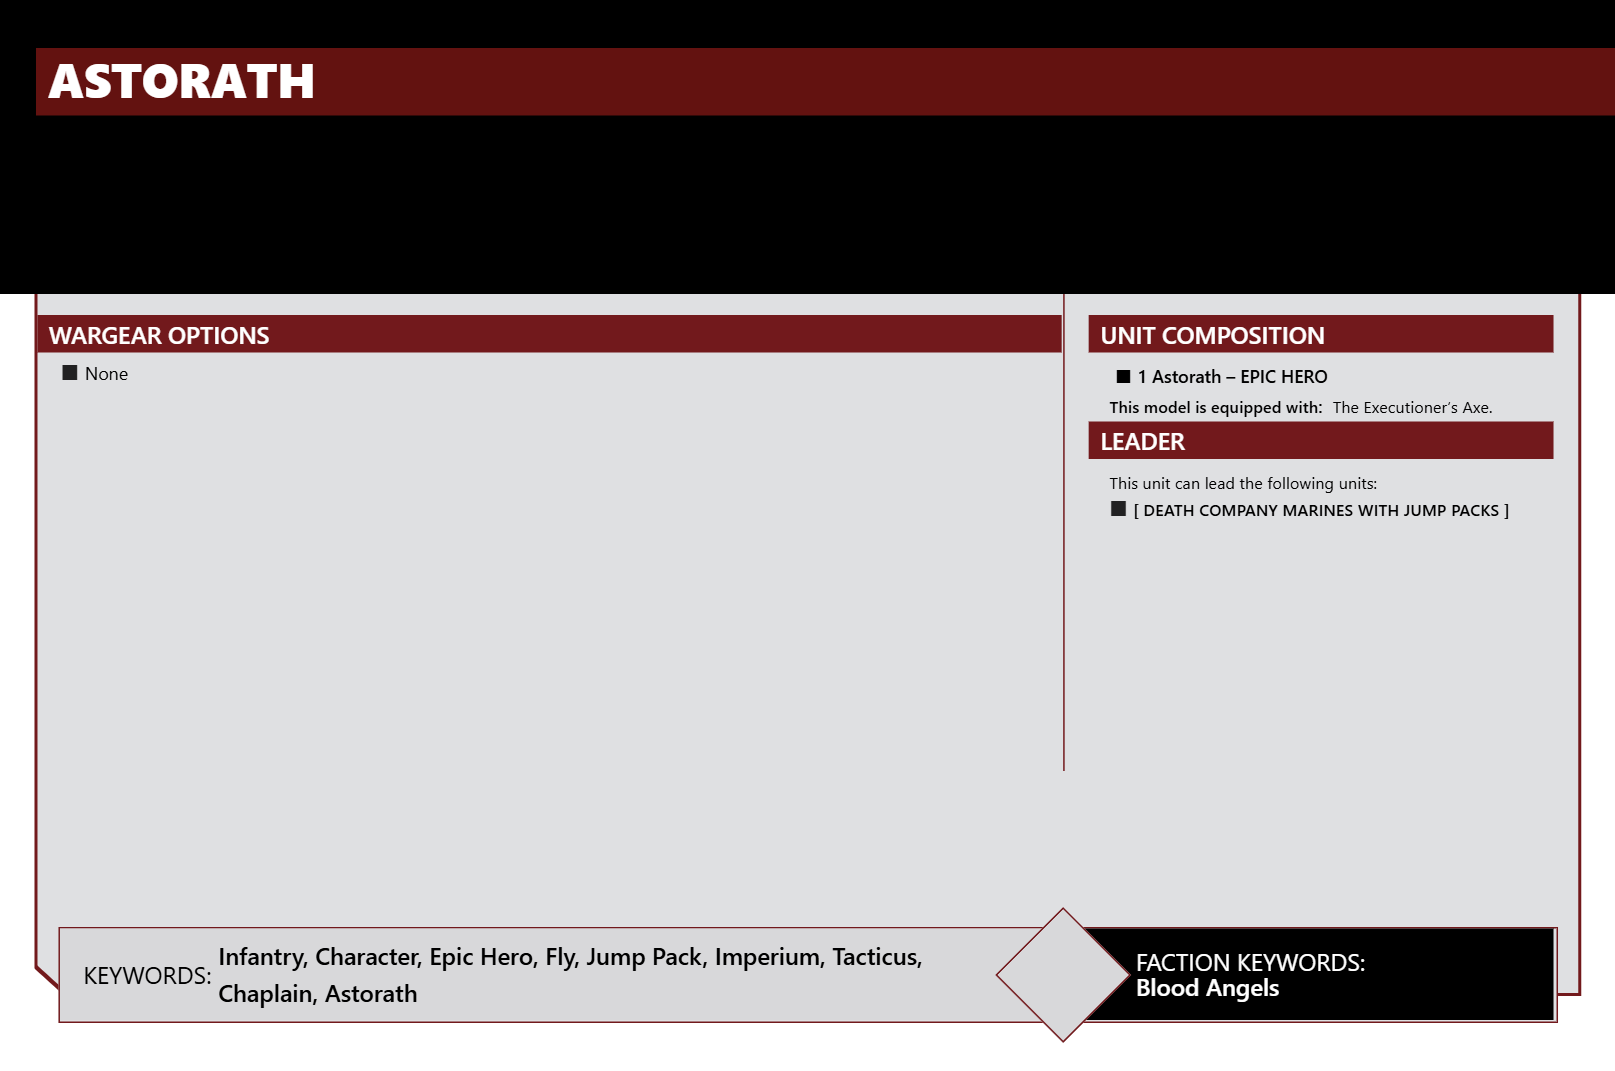 ASTORATH
WARGEAR OPTIONS
■ None
UNIT COMPOSITION
■ 1 Astorath – EPIC HERO
This model is equipped with: The Executioner’s Axe.
LEADER
This unit can lead the following units:
■ [ DEATH COMPANY MARINES WITH JUMP PACKS ]
KEYWORDS: Infantry, Character, Epic Hero, Fly, Jump Pack, Imperium, Tacticus,
Chaplain, Astorath
FACTION KEYWORDS:
Blood Angels